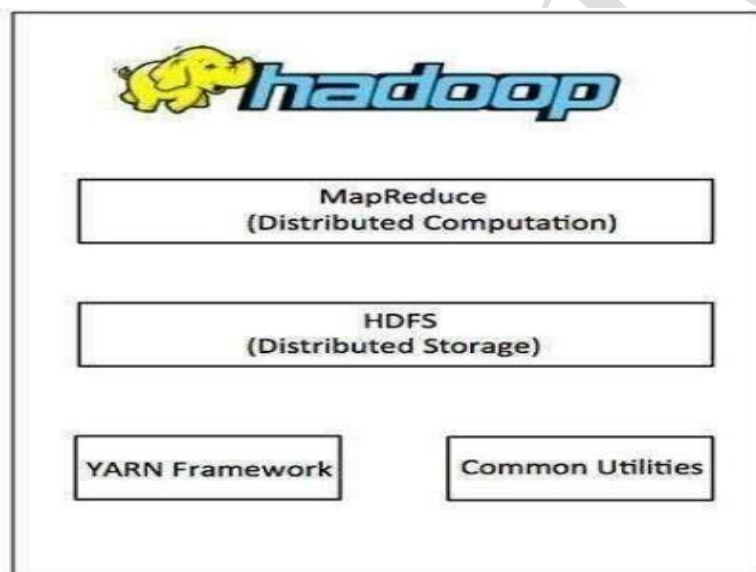 hadoop
MapReduce
(Distributed Computation)
HDFS
(Distributed Storage)
YARN Framework
Common Utilities